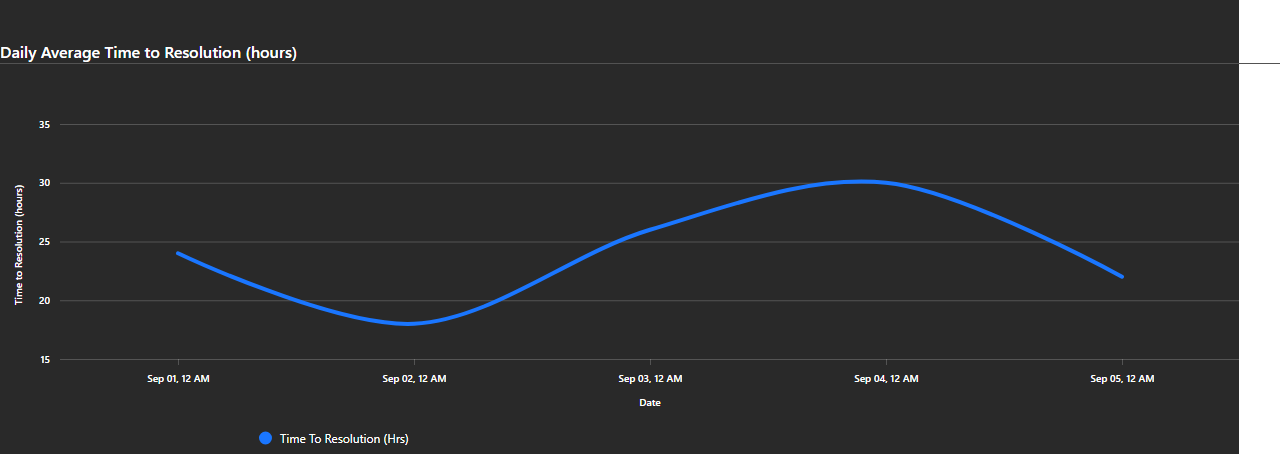 Daily Average Time to Resolution (hours)
35
30
25
20
15
Time to Resolution (hours)
Sep 01, 12 AM
Sep 02, 12 AM
Sep 03, 12 AM
Sep 04, 12 AM
Sep 05, 12 AM
Date
Time To Resolution (Hrs)